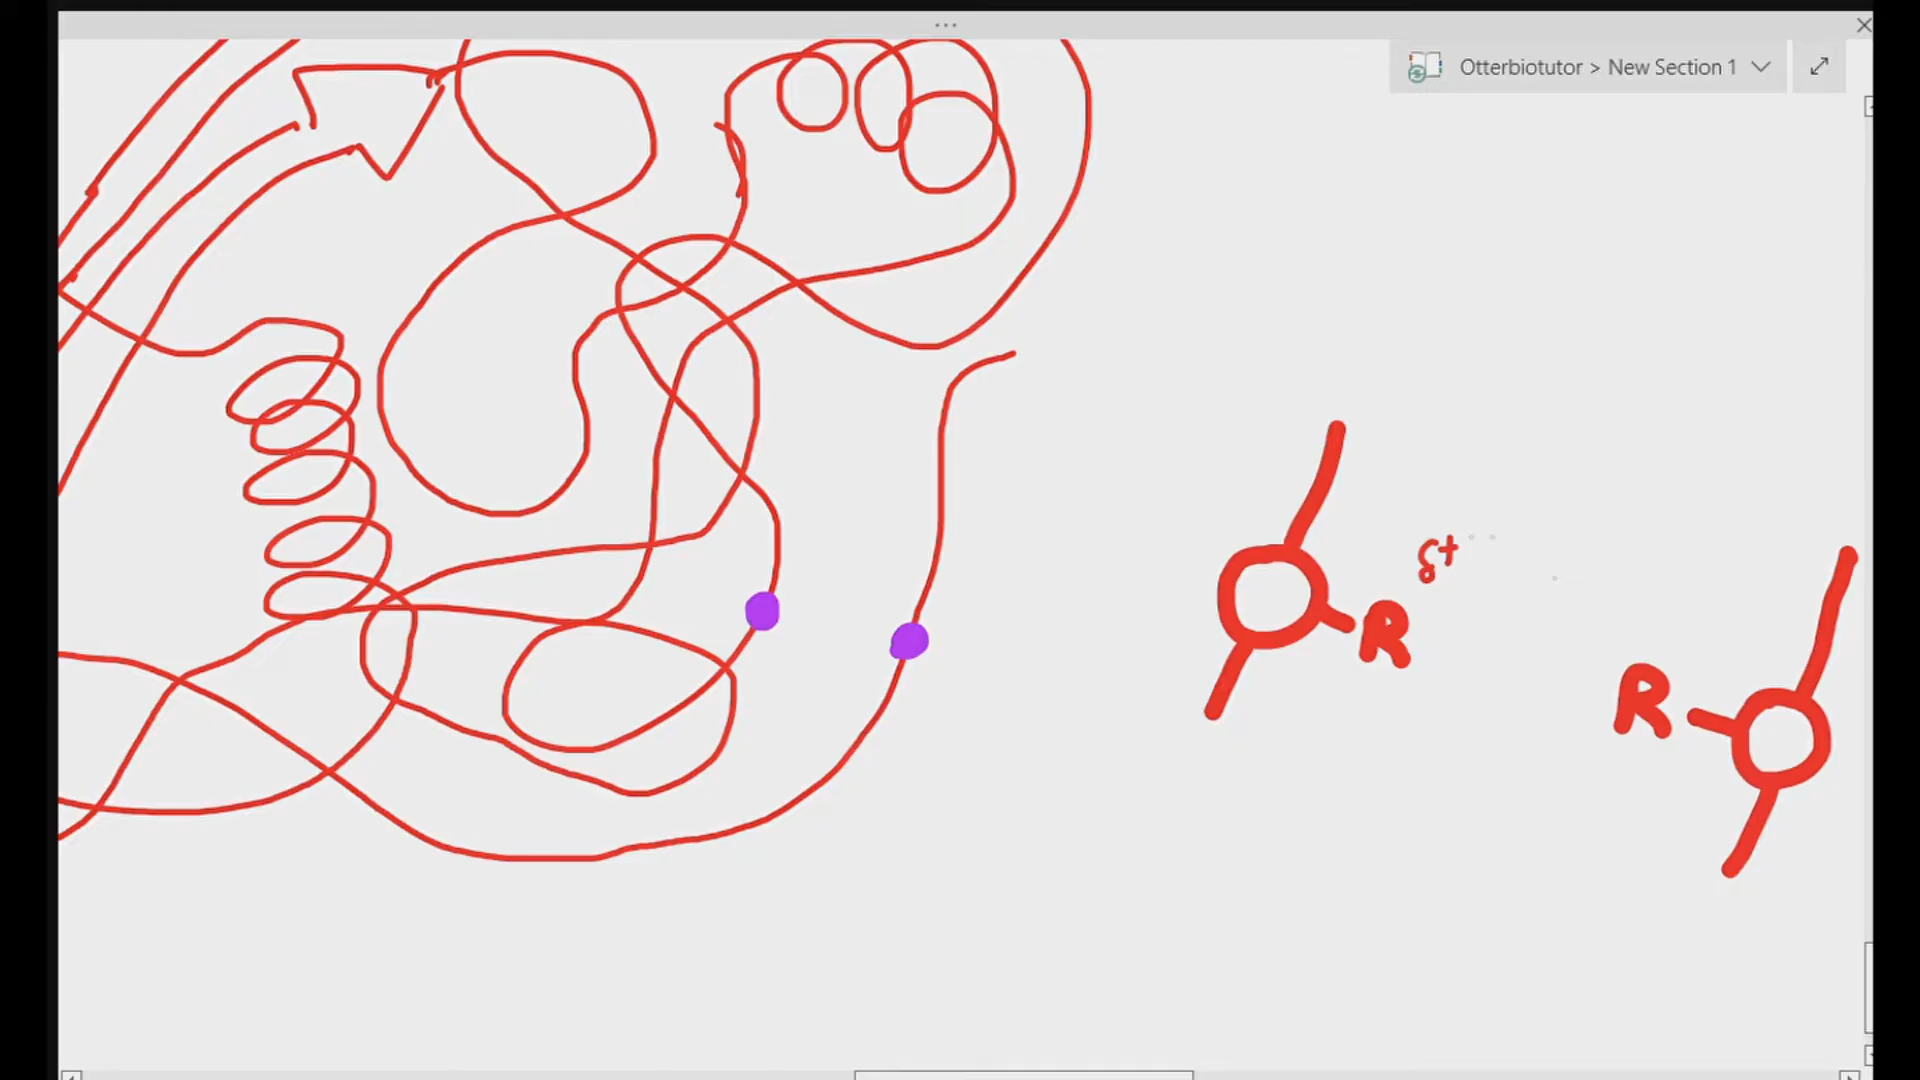 Otterbiotutor > New Section 1
δ+
R
R